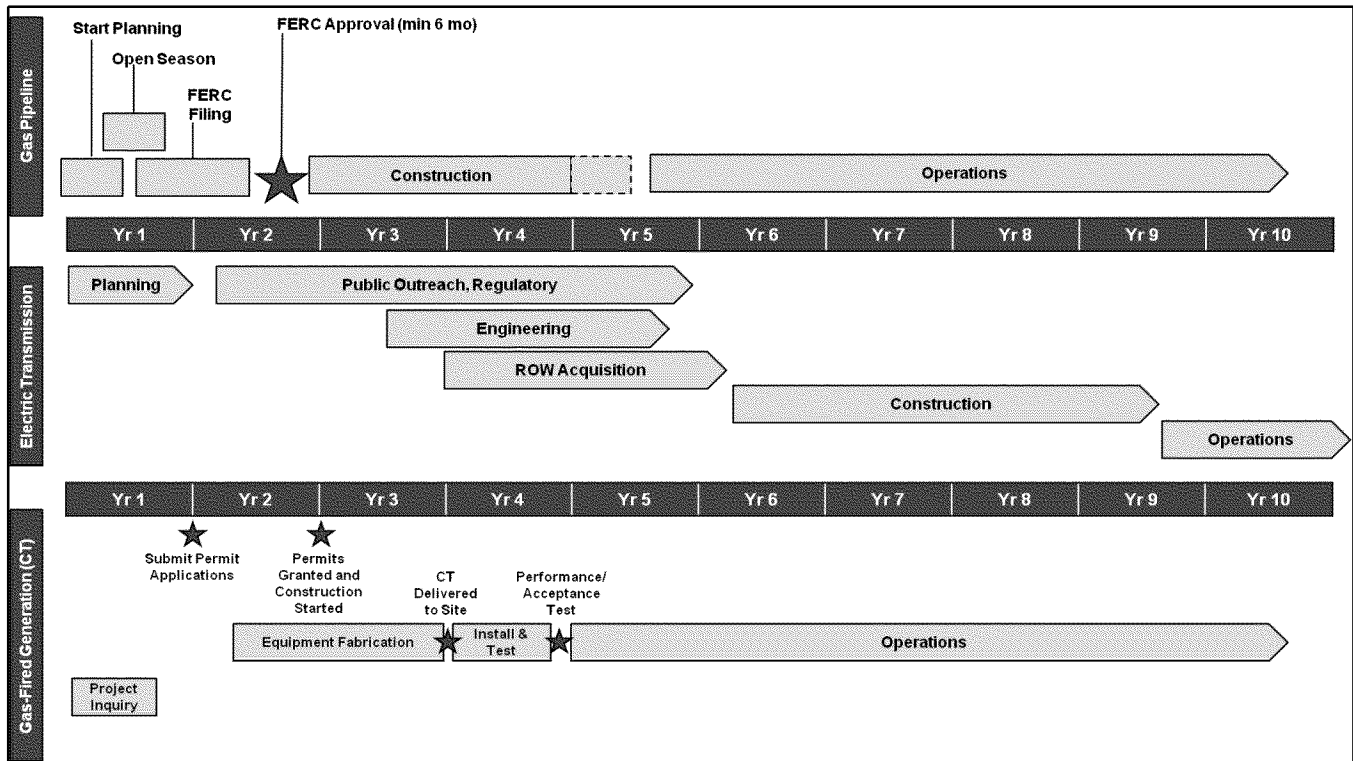 Gas Pipeline
Start Planning
FERC Approval (min 6 mo)
Open Season
FERC
Filing
Construction
Operations
Yr 1 Yr 2 Yr 3 Yr 4 Yr 5 Yr 6 Yr 7 Yr 8 Yr 9 Yr 10
Electric Transmission
Planning
Public Outreach, Regulatory
Engineering
ROW Acquisition
Construction
Operations
Yr 1 Yr 2 Yr 3 Yr 4 Yr 5 Yr 6 Yr 7 Yr 8 Yr 9 Yr 10
Gas-Fired Generation (CT)
Submit Permit
Applications
Permits
Granted and
Construction
Started
CT
Delivered
to Site
Performance/
Acceptance
Test
Equipment Fabrication
Install &
Test
Operations
Project
Inquiry